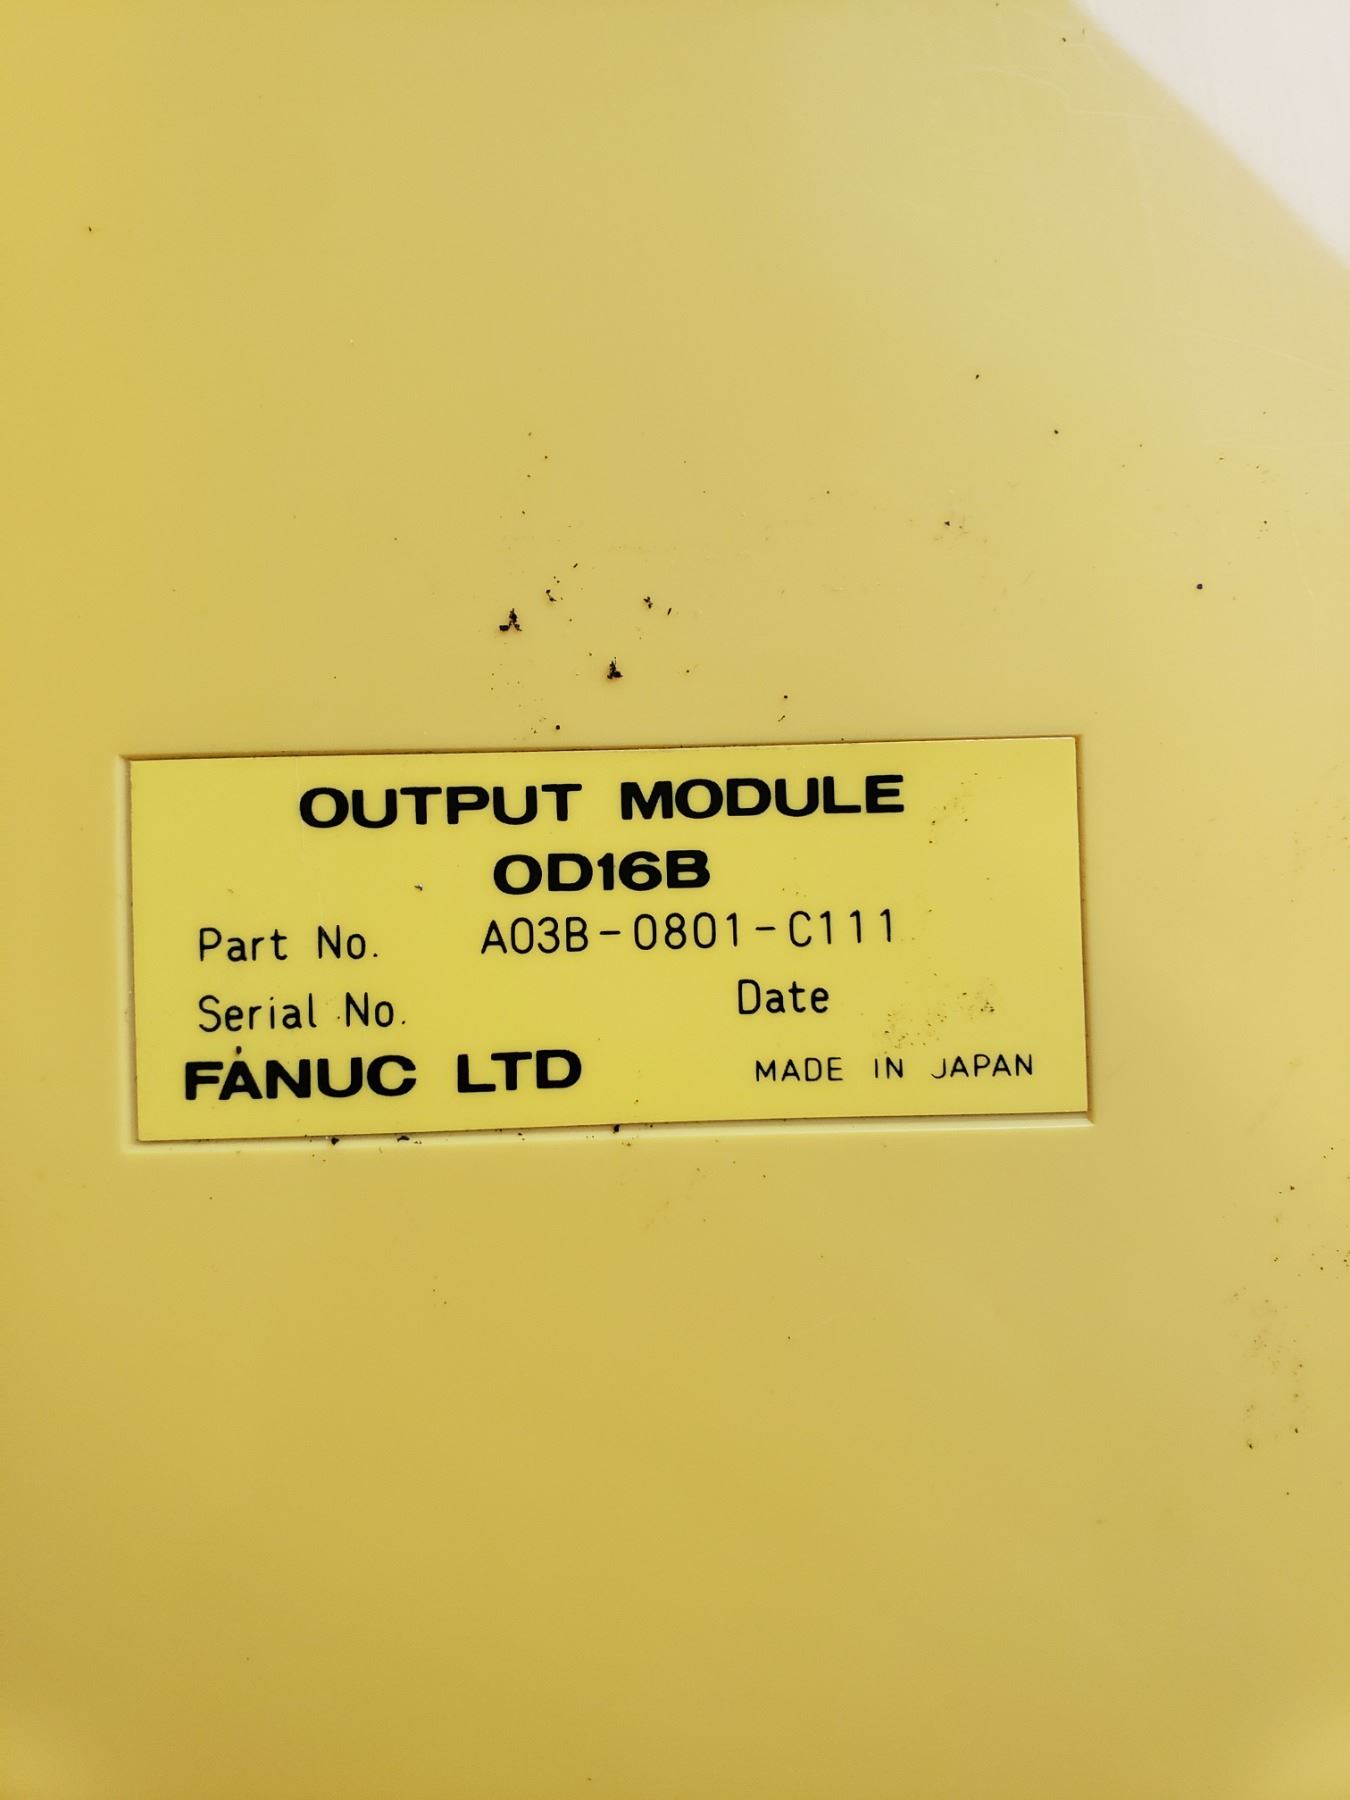 OUTPUT MODULE
OD16B
Part No. A03B-0801-C111
Serial No. Date
FANUC LTD MADE IN JAPAN